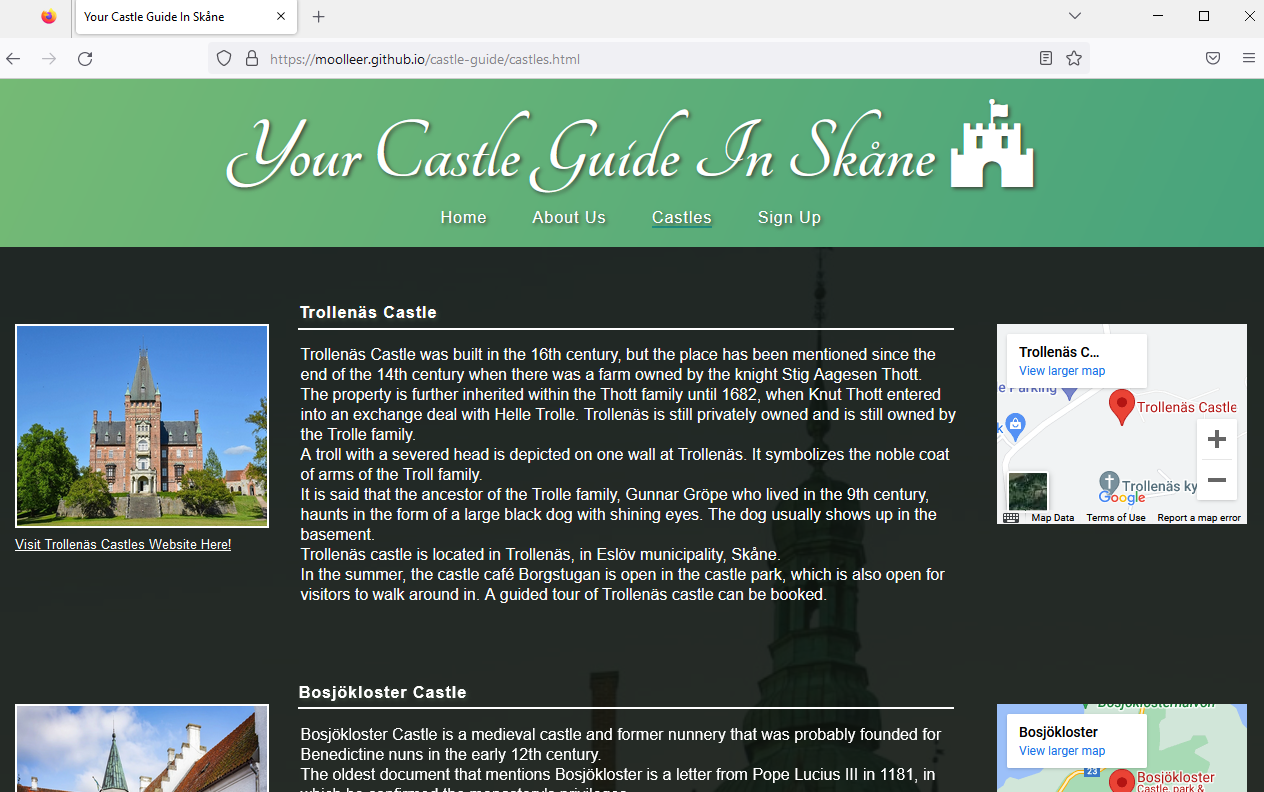 Your Castle Guide In Skåne
https://moolleer.github.io/castle-guide/castles.html
Your Castle Guide In Skåne
Home About Us Castles Sign Up
Trollenäs Castle
Trollenäs Castle was built in the 16th century, but the place has been mentioned since the
end of the 14th century when there was a farm owned by the knight Stig Aagesen Thott.
The property is further inherited within the Thott family until 1682, when Knut Thott entered
into an exchange deal with Helle Trolle. Trollenäs is still privately owned and is still owned by
the Trolle family.
A troll with a severed head is depicted on one wall at Trollenäs. It symbolizes the noble coat
of arms of the Troll family.
It is said that the ancestor of the Trolle family, Gunnar Gröpe who lived in the 9th century,
haunts in the form of a large black dog with shining eyes. The dog usually shows up in the
basement.
Trollenäs castle is located in Trollenäs, in Eslöv municipality, Skåne.
In the summer, the castle café Borgstugan is open in the castle park, which is also open for
visitors to walk around in. A guided tour of Trollenäs castle can be booked.
Visit Trollenäs Castles Website Here!
Trollenäs C...
View larger map
e Parking
Trollenäs Castle
k
Trollenäs ky
Google
Map Data Terms of Use Report a map error
Bosjökloster Castle
Bosjökloster Castle is a medieval castle and former nunnery that was probably founded for
Benedictine nuns in the early 12th century.
The oldest document that mentions Bosjökloster is a letter from Pope Lucius III in 1181, in
which he confirmed the monastery's privileges
Bosjökloster
View larger map
23
Bosjökloster
Castle, park &